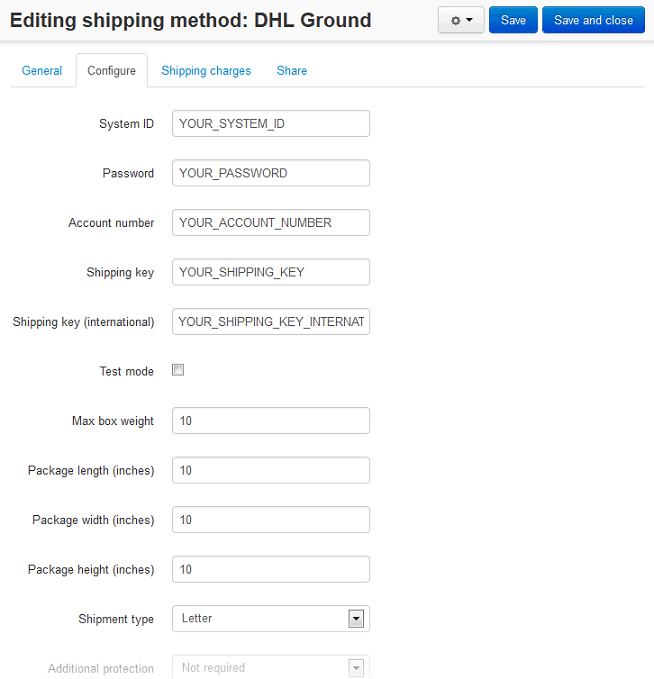 Editing shipping method: DHL Ground
Save
Save and close
General
Configure
Shipping charges
Share
System ID YOUR_SYSTEM_ID
Password YOUR_PASSWORD
Account number YOUR_ACCOUNT_NUMBER
Shipping key YOUR_SHIPPING_KEY
Shipping key (international) YOUR_SHIPPING_KEY_INTERNAT
Test mode
Max box weight 10
Package length (inches) 10
Package width (inches) 10
Package height (inches) 10
Shipment type Letter
Additional protection Not required